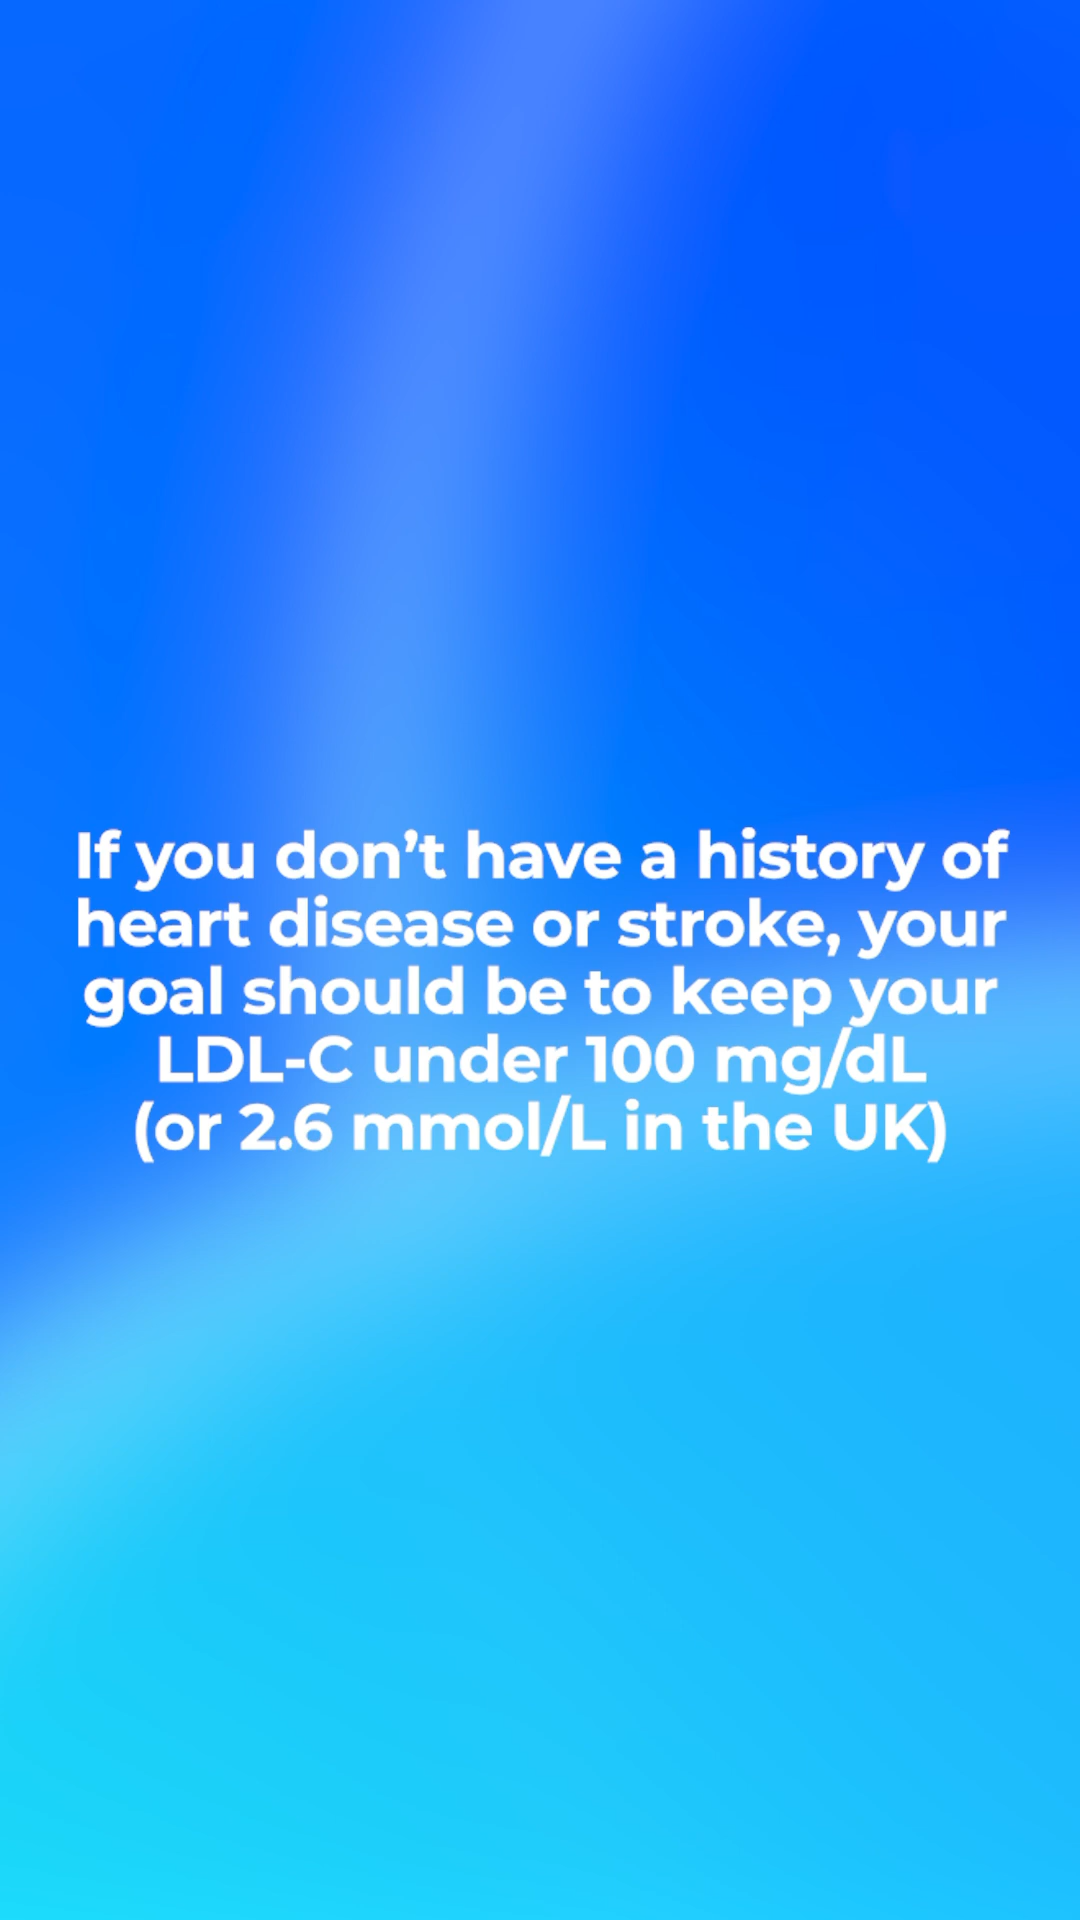 If you don’t have a history of
heart disease or stroke, your
goal should be to keep your
LDL-C under 100 mg/dL
(or 2.6 mmol/L in the UK)